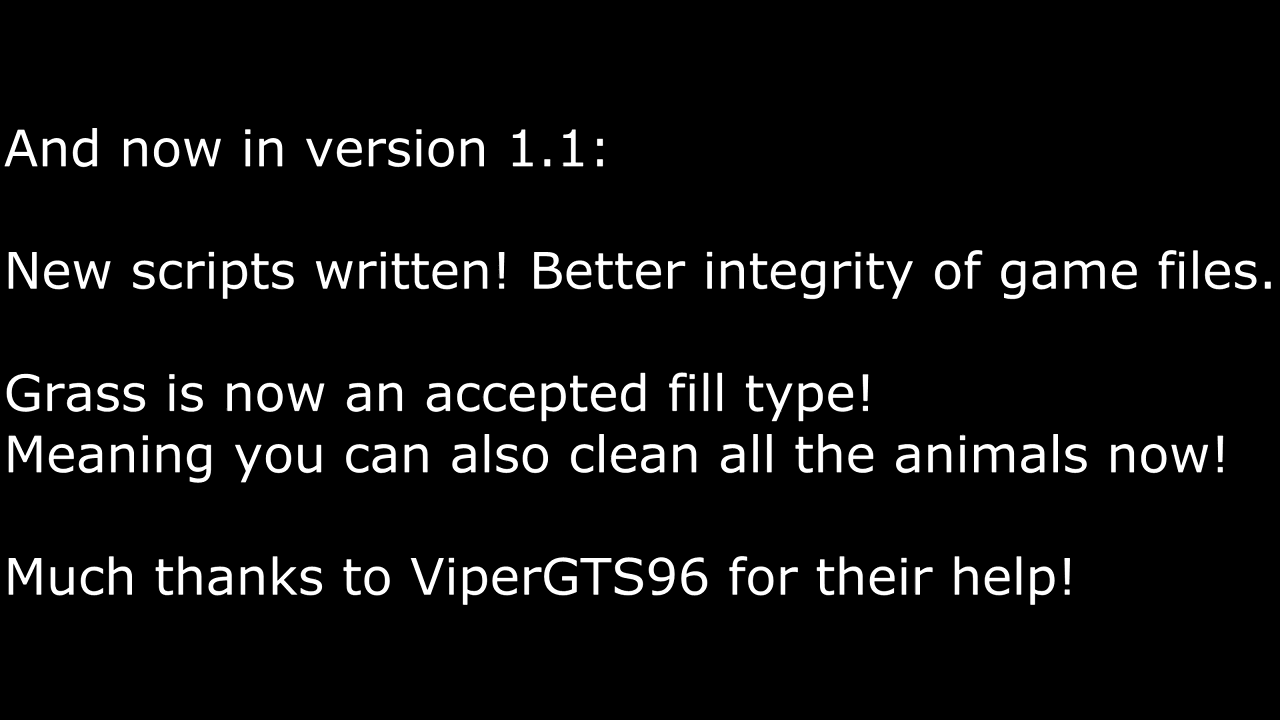 And now in version 1.1:
New scripts written! Better integrity of game files.
Grass is now an accepted fill type!
Meaning you can also clean all the animals now!
Much thanks to ViperGTS96 for their help!